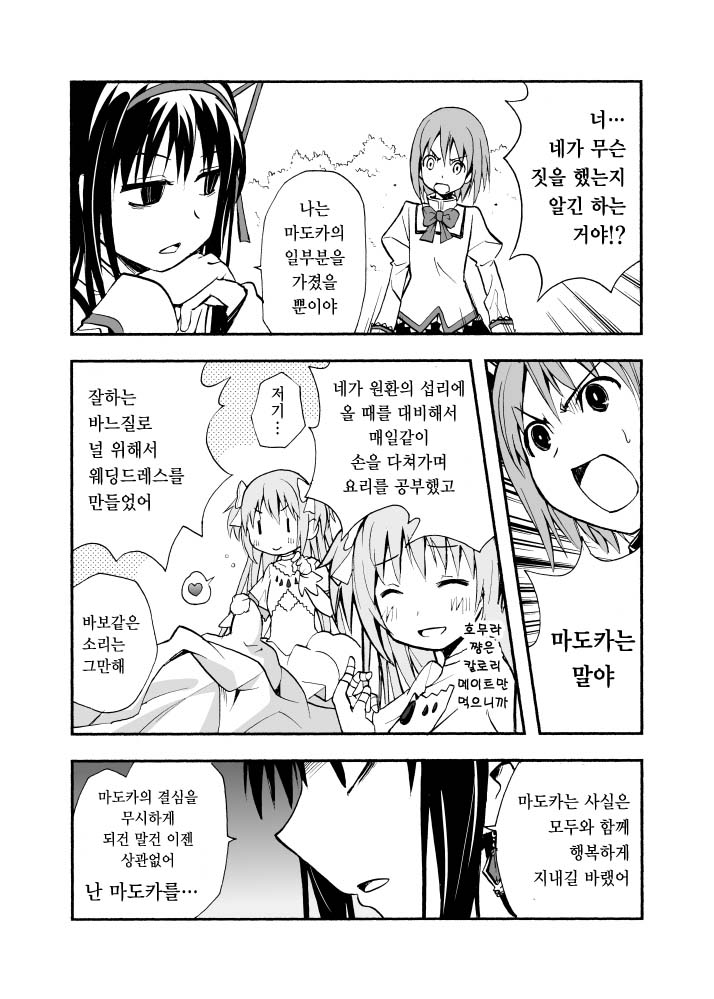 너…
네가 무슨
짓을 했는지
알긴 하는
거야!?
나는
마도카의
일부분을
가졌을
뿐이야
마도카는
말야
네가 원환의 섭리에
올 때를 대비해서
매일같이
손을 다쳐가며
요리를 공부했고
호무라
쨩은
칼로리
메이트만
먹으니까
저기…
잘하는
바느질로
널 위해서
웨딩드레스를
만들었어
바보같은
소리는
그만해
마도카는 사실은
모두와 함께
행복하게
지내길 바랬어
마도카의 결심을
무시하게
되건 말건 이젠
상관없어
난 마도카를…